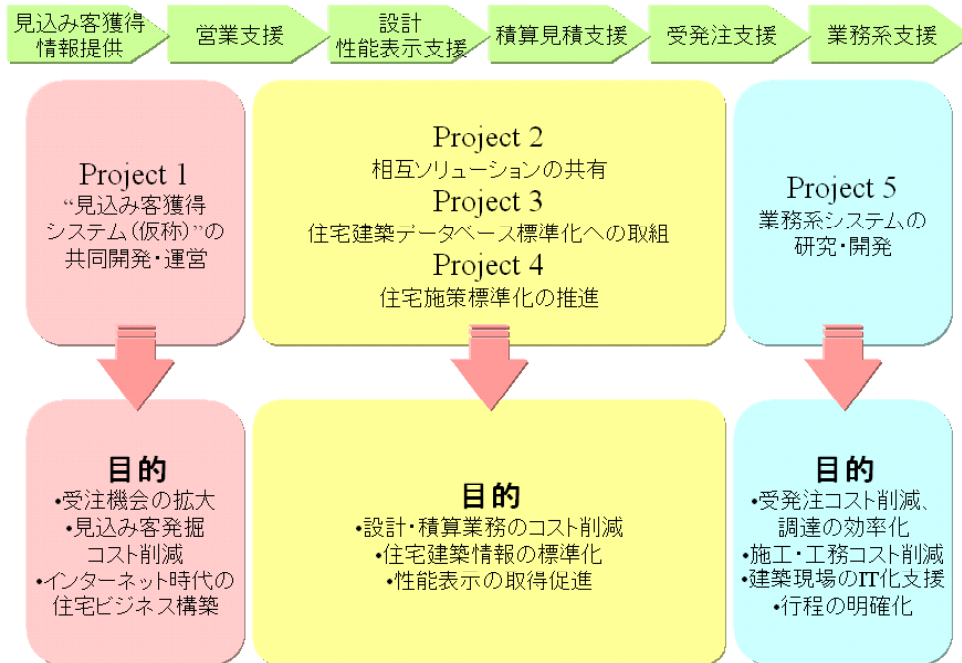 見込み客獲得
情報提供
営業支援
設計
性能表示支援
積算見積支援
受発注支援
業務系支援
Project 1
“見込み客獲得
システム(仮称)”の
共同開発・運営
Project 2
相互ソリューションの共有
Project 3
住宅建築データベース標準化への取組
Project 4
住宅施策標準化の推進
Project 5
業務系システムの
研究・開発
目的
•受注機会の拡大
•見込み客発掘
コスト削減
•インターネット時代の
住宅ビジネス構築
目的
•設計・積算業務のコスト削減
•住宅建築情報の標準化
•性能表示の取得促進
目的
•受発注コスト削減、
調達の効率化
•施工・工務コスト削減
•建築現場のIT化支援
•行程の明確化